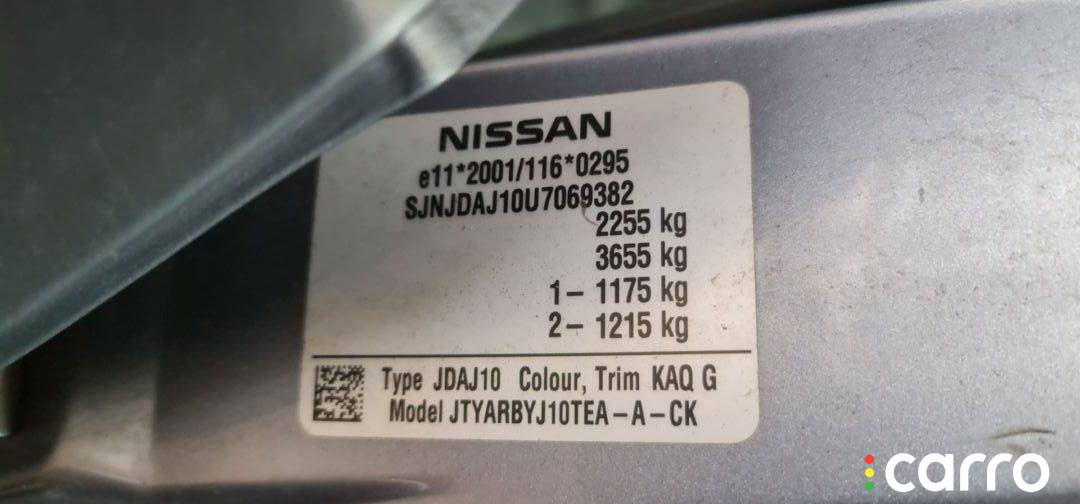 NISSAN
e11*2001/116*0295
SJNJDAJ10U7069382
2255 kg
3655 kg
1- 1175 kg
2- 1215 kg
Type JDAJ10 Colour, Trim KAQ G
Model JTYARBYJ10TEA-A-CK
carro